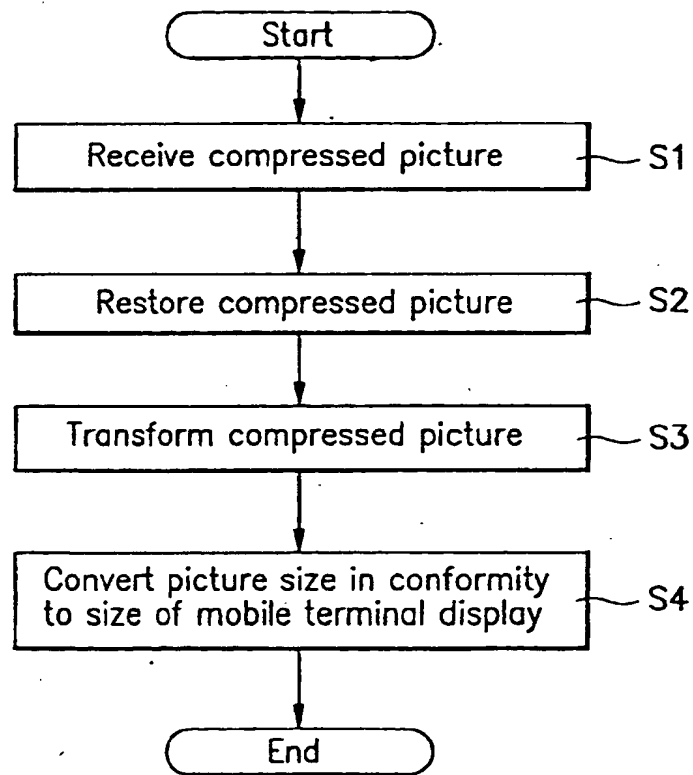 Start
Receive compressed picture
S1
Restore compressed picture
S2
Transform compressed picture
S3
Convert picture size in conformity
to size of mobile terminal display
S4
End